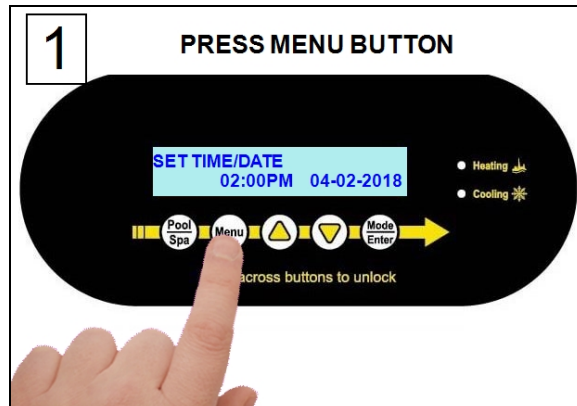 1
PRESS MENU BUTTON
SET TIME/DATE
02:00PM 04-02-2018
Heating
Cooling
Pool
Spa
Menu
Mode
Enter
across buttons to unlock